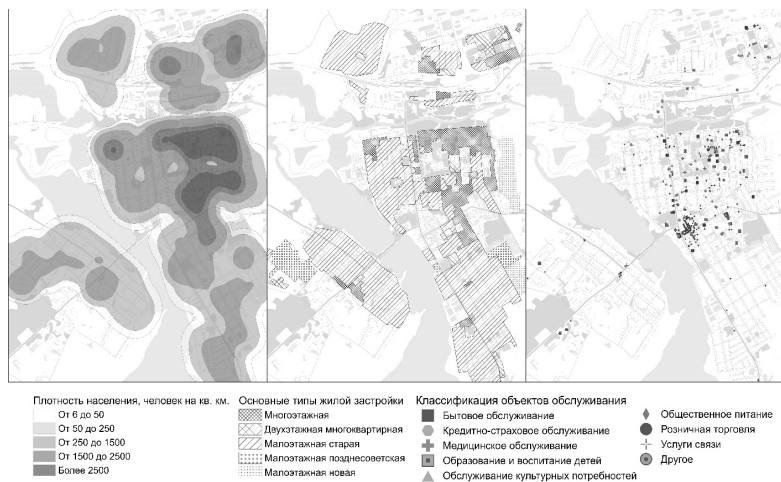 Плотность населения, человек на кв. км.
От 6 до 50
От 50 до 250
От 250 до 1500
От 1500 до 2500
Более 2500
Основные типы жилой застройки
Многоэтажная
Двухэтажная многоквартирная
Малоэтажная старая
Малоэтажная позднесоветская
Малоэтажная новая
Классификация объектов обслуживания
Бытовое обслуживание
Кредитно-страховое обслуживание
Медицинское обслуживание
Образование и воспитание детей
Обслуживание культурных потребностей
Общественное питание
Розничная торговля
Услуги связи
Другое